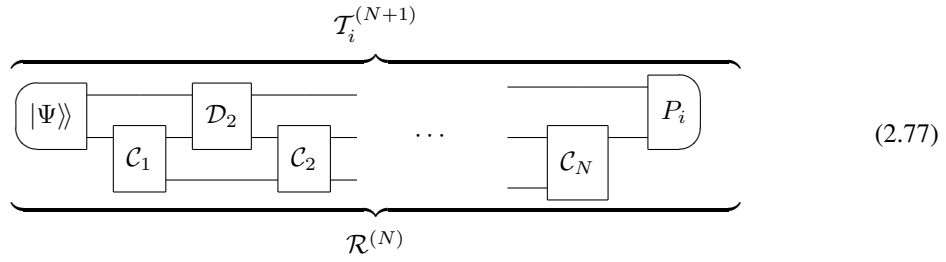 𝒯_i^{(N+1)}
|Ψ⟩⟩ 𝒟_2 P_i
𝒞_1 𝒞_2 ⋯ 𝒞_N (2.77)
ℛ^{(N)}